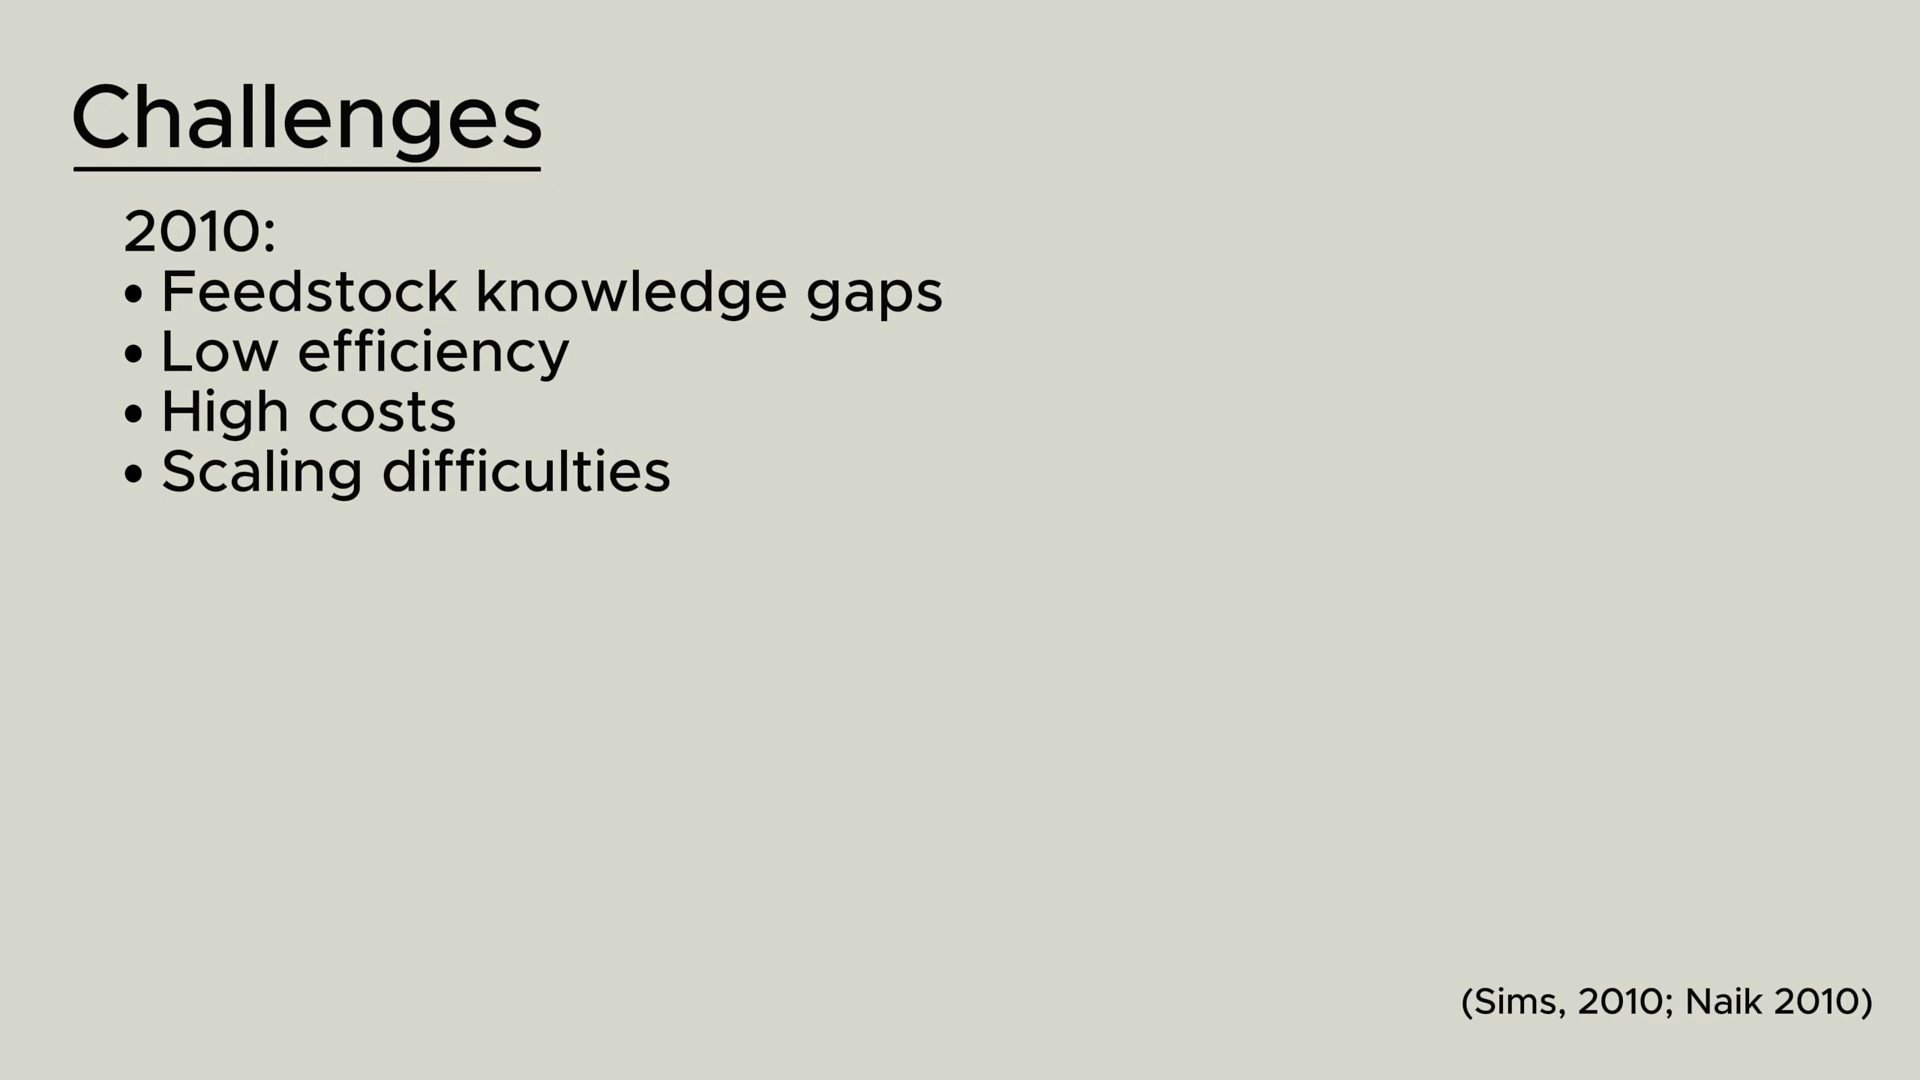 Challenges
2010:
• Feedstock knowledge gaps
• Low efficiency
• High costs
• Scaling difficulties
(Sims, 2010; Naik 2010)